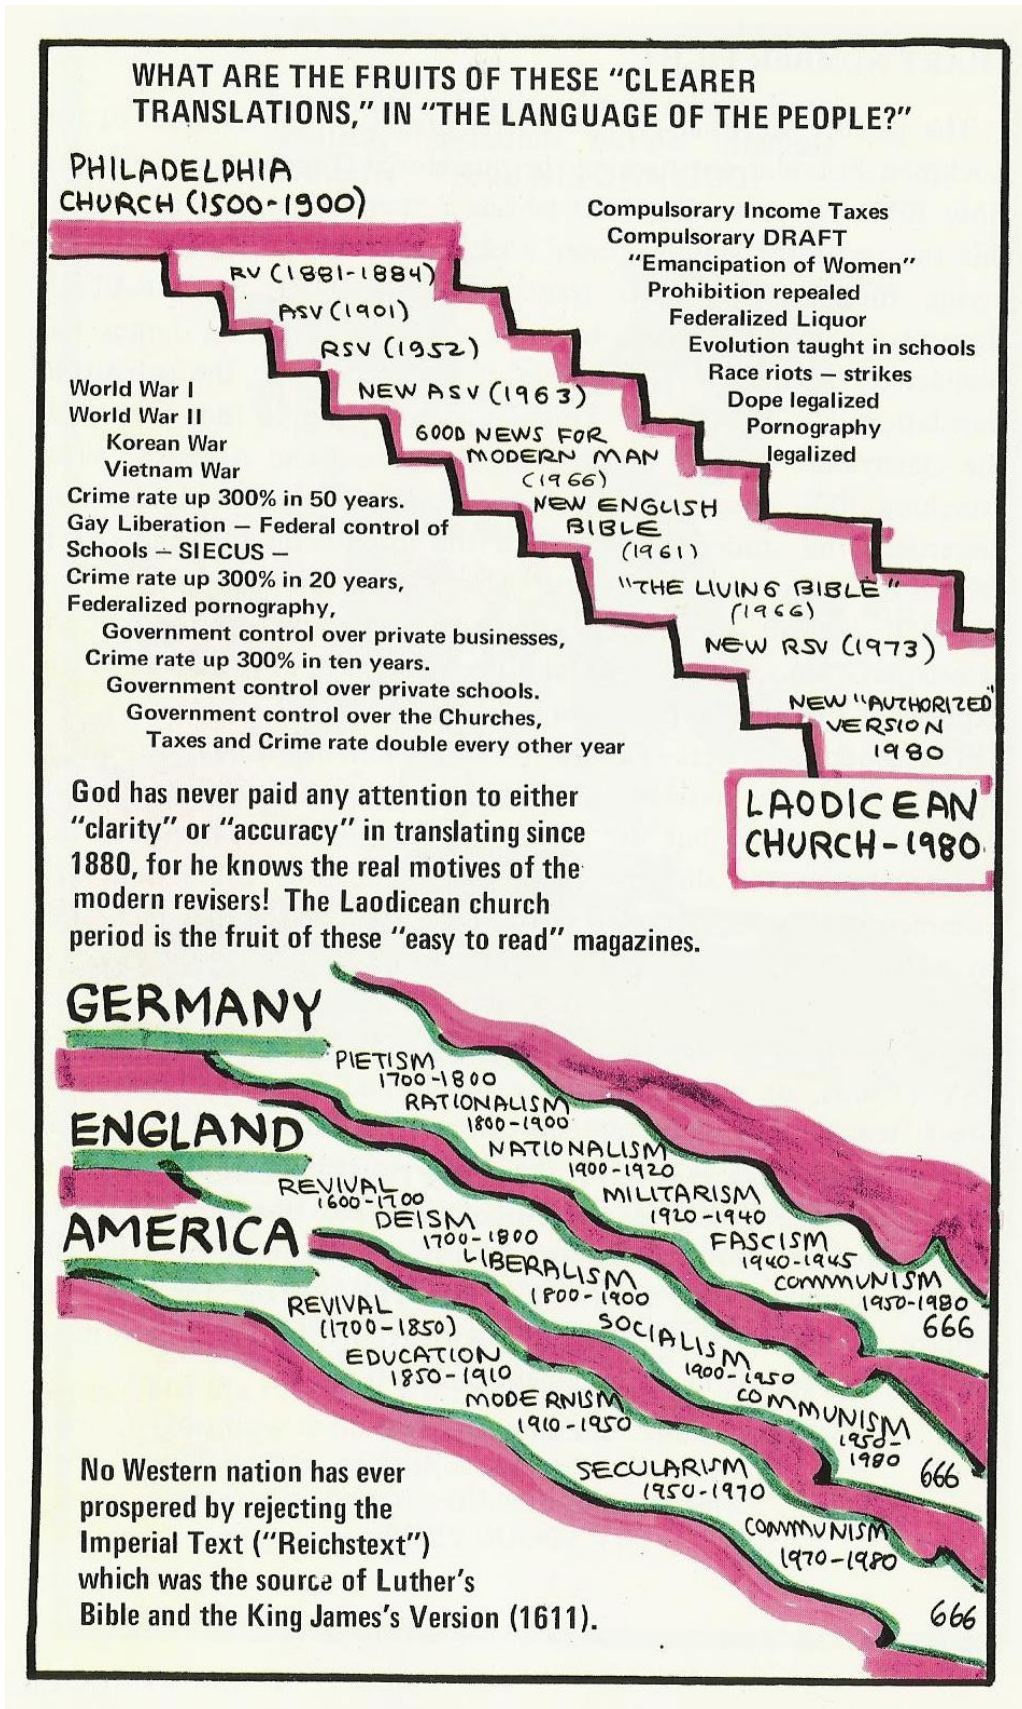 WHAT ARE THE FRUITS OF THESE “CLEARER
TRANSLATIONS,” IN “THE LANGUAGE OF THE PEOPLE?”
PHILADELPHIA
CHURCH (1500-1900)
RV (1881-1884)
ASV (1901)
RSV (1952)
NEW ASV (1963)
GOOD NEWS FOR
MODERN MAN
(1966)
NEW ENGLISH
BIBLE
(1961)
"THE LIVING BIBLE"
(1966)
NEW RSV (1973)
NEW "AUTHORIZED"
VERSION
1980
LAODICEAN
CHURCH-1980
Compulsorary Income Taxes
Compulsorary DRAFT
“Emancipation of Women”
Prohibition repealed
Federalized Liquor
Evolution taught in schools
Race riots — strikes
Dope legalized
Pornography
legalized
World War I
World War II
Korean War
Vietnam War
Crime rate up 300% in 50 years.
Gay Liberation — Federal control of
Schools — SIECUS —
Crime rate up 300% in 20 years,
Federalized pornography,
Government control over private businesses,
Crime rate up 300% in ten years.
Government control over private schools.
Government control over the Churches,
Taxes and Crime rate double every other year
God has never paid any attention to either
“clarity” or “accuracy” in translating since
1880, for he knows the real motives of the
modern revisers! The Laodicean church
period is the fruit of these “easy to read” magazines.
GERMANY
PIETISM
1700-1800
RATIONALISM
1800-1900
NATIONALISM
1900-1920
MILITARISM
1920-1940
FASCISM
1940-1945
COMMUNISM
1950-1980
666
ENGLAND
REVIVAL
1600-1700
DEISM
1700-1800
LIBERALISM
1800-1900
SOCIALISM
1900-1950
COMMUNISM
1950-
1980
666
AMERICA
REVIVAL
(1700-1850)
EDUCATION
1850-1910
MODERNISM
1910-1950
SECULARISM
1950-1970
COMMUNISM
1970-1980
666
No Western nation has ever
prospered by rejecting the
Imperial Text (“Reichstext”)
which was the source of Luther’s
Bible and the King James’s Version (1611).